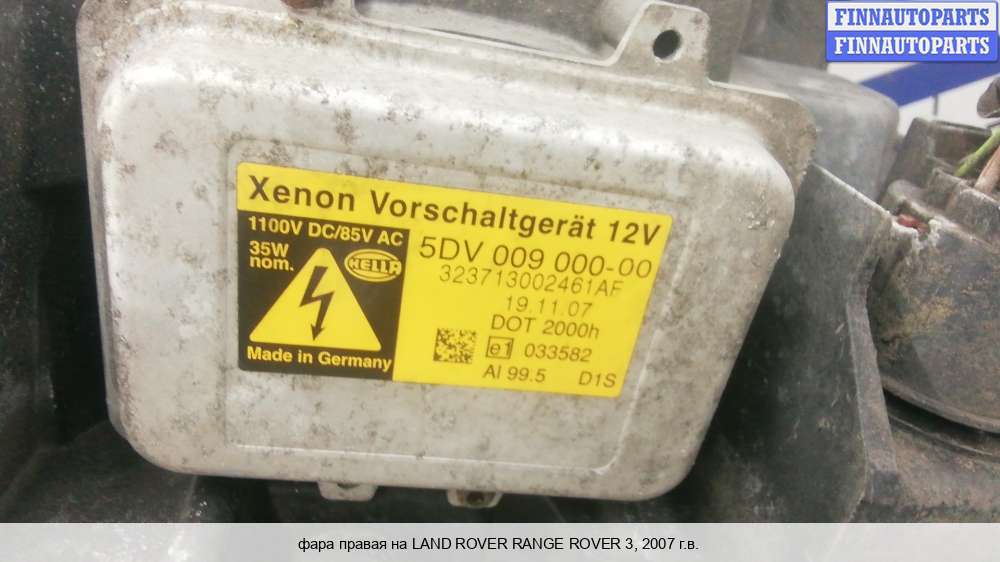 FINNAUTOPARTS
FINNAUTOPARTS
Xenon Vorschaltgerät 12V
1100V DC/85V AC
35W
nom.
HELLA
Made in Germany
5DV 009 000-00
323713002461AF
19.11.07
DOT 2000h
e1 033582
Al 99.5 D1S
фара правая на LAND ROVER RANGE ROVER 3, 2007 г.в.